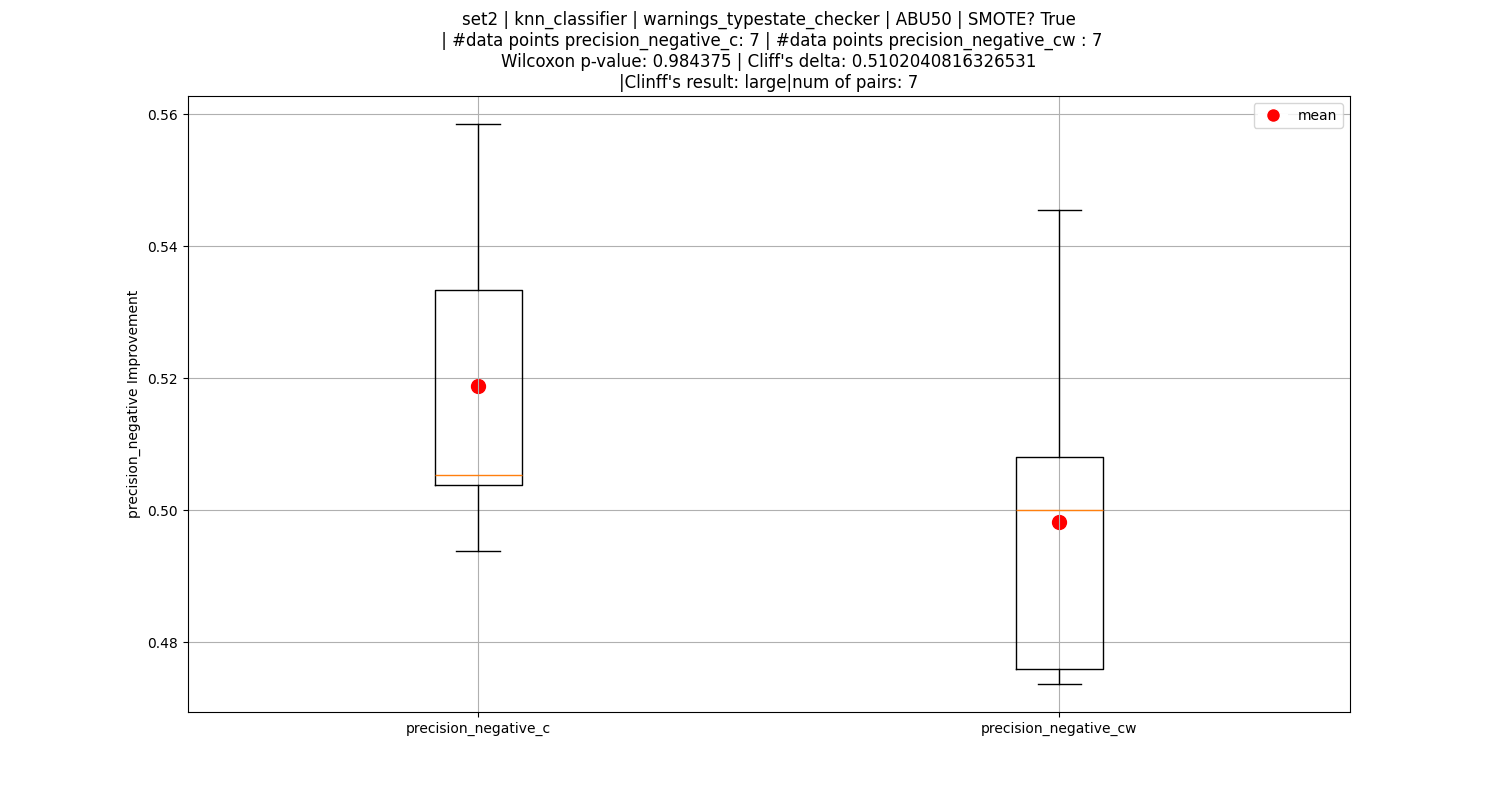 set2 | knn_classifier | warnings_typestate_checker | ABU50 | SMOTE? True
| #data points precision_negative_c: 7 | #data points precision_negative_cw : 7
Wilcoxon p-value: 0.984375 | Cliff's delta: 0.5102040816326531
|Clinff's result: large|num of pairs: 7
mean
precision_negative Improvement
0.56
0.54
0.52
0.50
0.48
precision_negative_c
precision_negative_cw